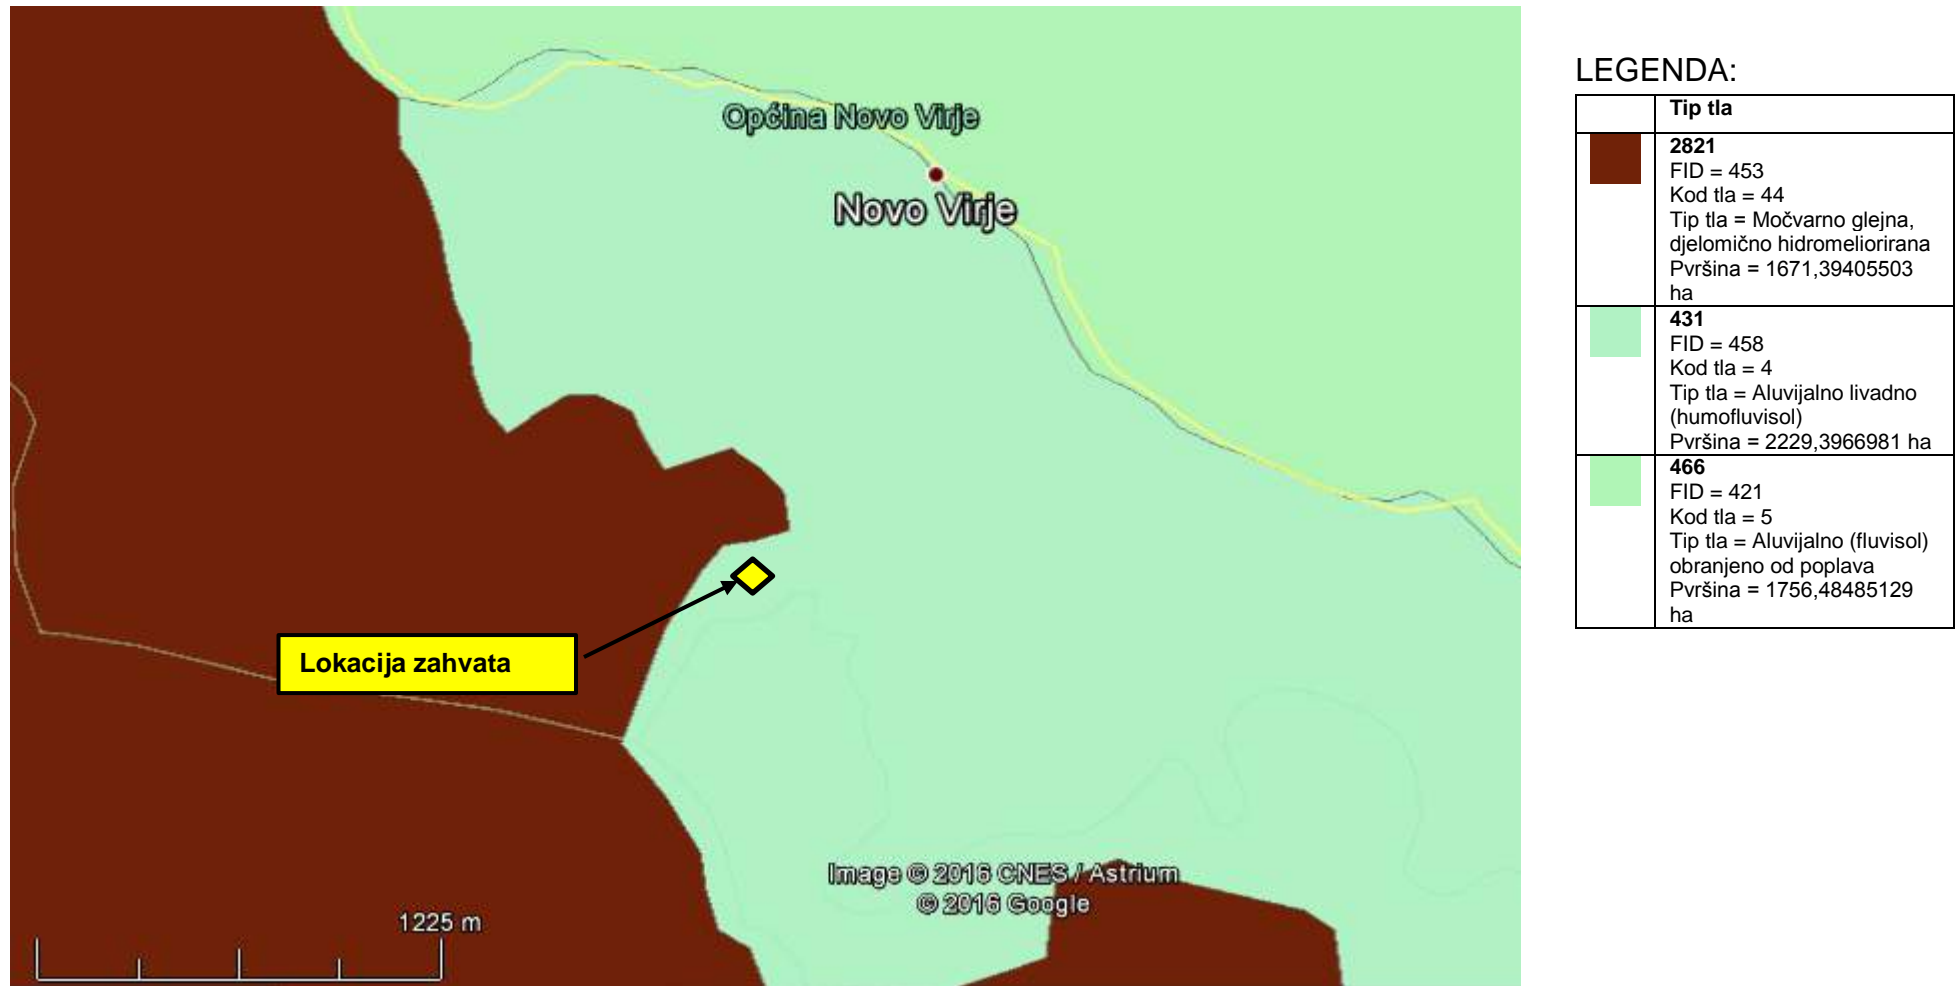 Općina Novo Virje
Novo Virje
Lokacija zahvata
Image © 2016 CNES / Astrium
© 2016 Google
1225 m
LEGENDA:
Tip tla
2821
FID = 453
Kod tla = 44
Tip tla = Močvarno glejna,
djelomično hidromeliorirana
Pvršina = 1671,39405503
ha
431
FID = 458
Kod tla = 4
Tip tla = Aluvijalno livadno
(humofluvisol)
Pvršina = 2229,3966981 ha
466
FID = 421
Kod tla = 5
Tip tla = Aluvijalno (fluvisol)
obranjeno od poplava
Pvršina = 1756,48485129
ha